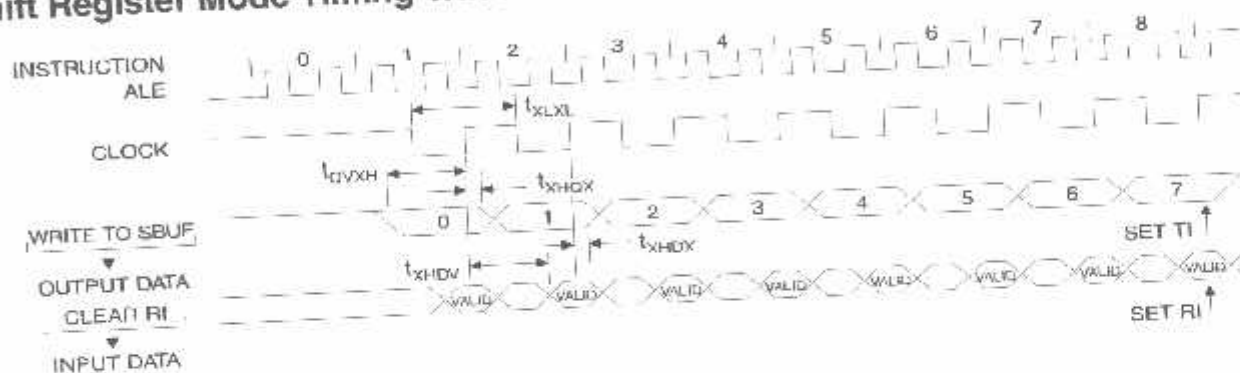 Shift Register Mode Timing
INSTRUCTION 0 1 2 3 4 5 6 7 8
ALE
tXLXL
CLOCK
tQVXH
tXHQX
WRITE TO SBUF
0 1 2 3 4 5 6 7
SET TI
tXHDX
tXHDV
OUTPUT DATA
VALID VALID VALID VALID VALID VALID VALID VALID
CLEAR RI
SET RI
INPUT DATA